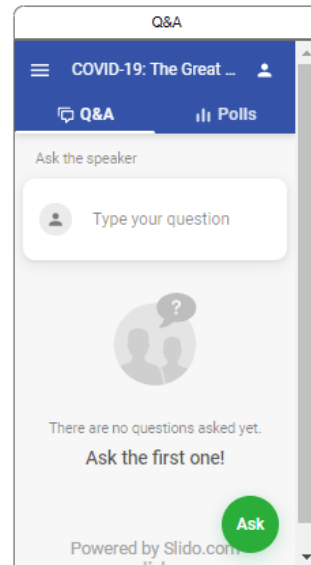 Q&A
COVID-19: The Great ...
Q&A Polls
Ask the speaker
Type your question
?
There are no questions asked yet.
Ask the first one!
Ask
Powered by Slido.com